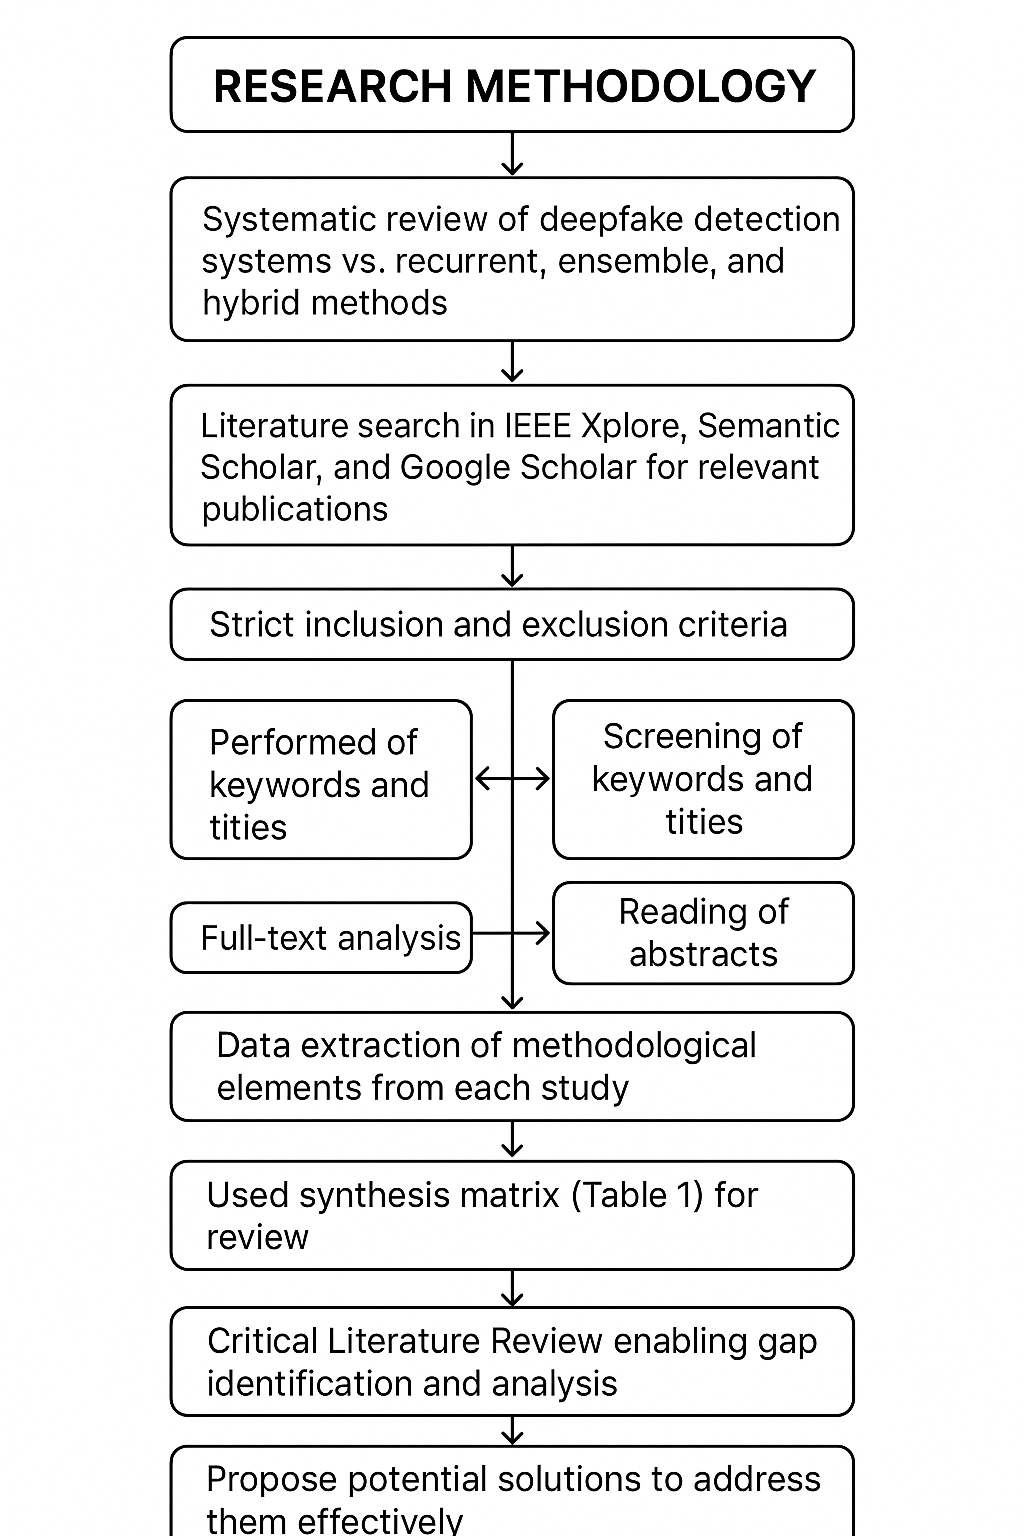 RESEARCH METHODOLOGY
Systematic review of deepfake detection
systems vs. recurrent, ensemble, and
hybrid methods
Literature search in IEEE Xplore, Semantic
Scholar, and Google Scholar for relevant
publications
Strict inclusion and exclusion criteria
Performed of
keywords and
tities
Screening of
keywords and
tities
Full-text analysis
Reading of
abstracts
Data extraction of methodological
elements from each study
Used synthesis matrix (Table 1) for
review
Critical Literature Review enabling gap
identification and analysis
Propose potential solutions to address
them effectively